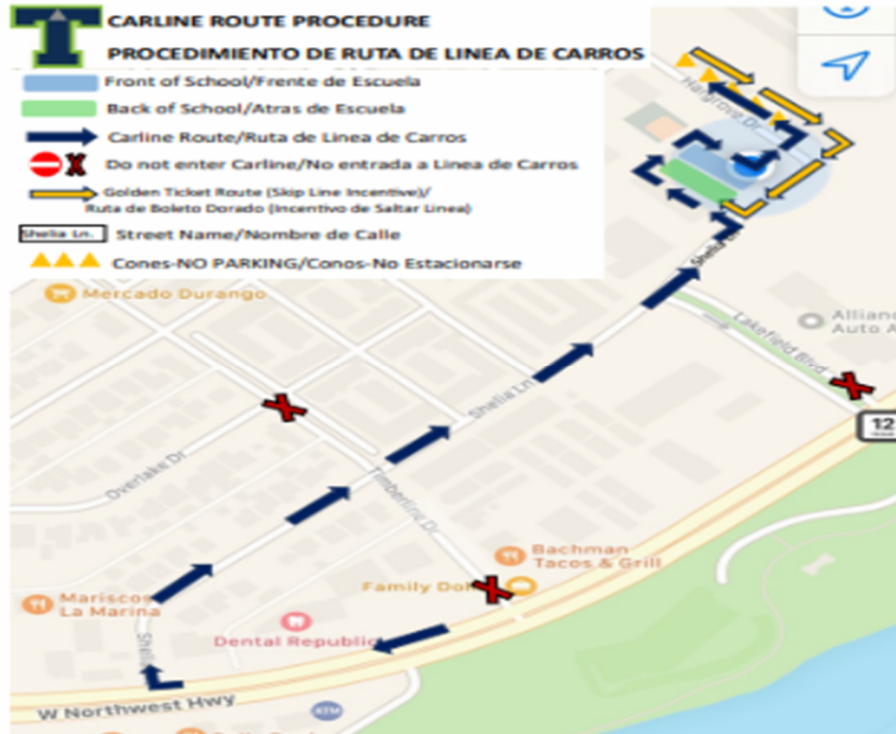 CARLINE ROUTE PROCEDURE
PROCEDIMIENTO DE RUTA DE LINEA DE CARROS
Front of School/Frente de Escuela
Back of School/Atras de Escuela
Carline Route/Ruta de Linea de Carros
Do not enter Carline/No entrada a Linea de Carros
Golden Ticket Route (Skip Line Incentive)/
Ruta de Boleto Dorado (Incentivo de Saltar Linea)
Shelia Ln. Street Name/Nombre de Calle
Cones-NO PARKING/Conos-No Estacionarse
Hargrove Dr
Mercado Durango
Shelia
Lakefield Blvd
Auto
12
Shelia Ln
Overlake Dr
Timberline Dr
Bachman
Tacos & Grill
Family
Mariscos
La Marina
Dental Republic
W Northwest Hwy
ATM